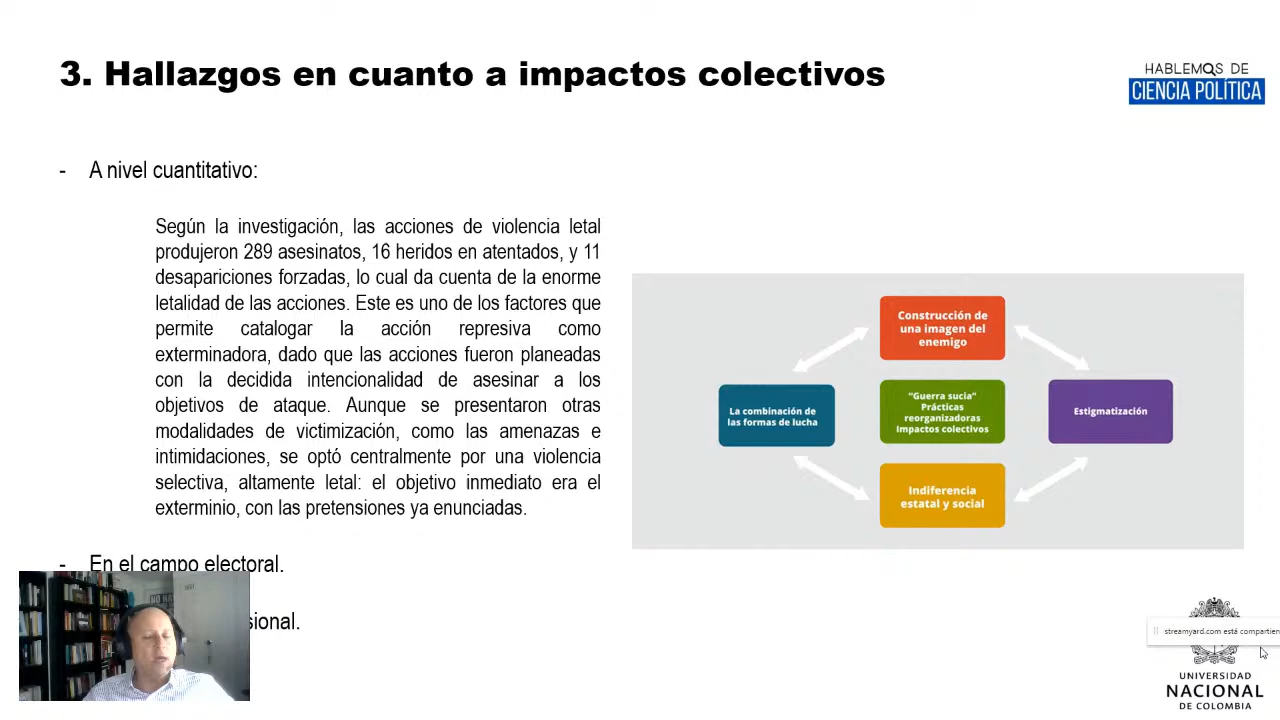 3. Hallazgos en cuanto a impactos colectivos
HABLEMOS DE
CIENCIA POLÍTICA
- A nivel cuantitativo:
Según la investigación, las acciones de violencia letal
produjeron 289 asesinatos, 16 heridos en atentados, y 11
desapariciones forzadas, lo cual da cuenta de la enorme
letalidad de las acciones. Este es uno de los factores que
permite catalogar la acción represiva como
exterminadora, dado que las acciones fueron planeadas
con la decidida intencionalidad de asesinar a los
objetivos de ataque. Aunque se presentaron otras
modalidades de victimización, como las amenazas e
intimidaciones, se optó centralmente por una violencia
selectiva, altamente letal: el objetivo inmediato era el
exterminio, con las pretensiones ya enunciadas.
- En el campo electoral.
sional.
Construcción de
una imagen del
enemigo
La combinación de
las formas de lucha
"Guerra sucia"
Prácticas
reorganizadoras
Impactos colectivos
Estigmatización
Indiferencia
estatal y social
streamyard.com está compartien
UNIVERSIDAD
NACIONAL
DE COLOMBIA